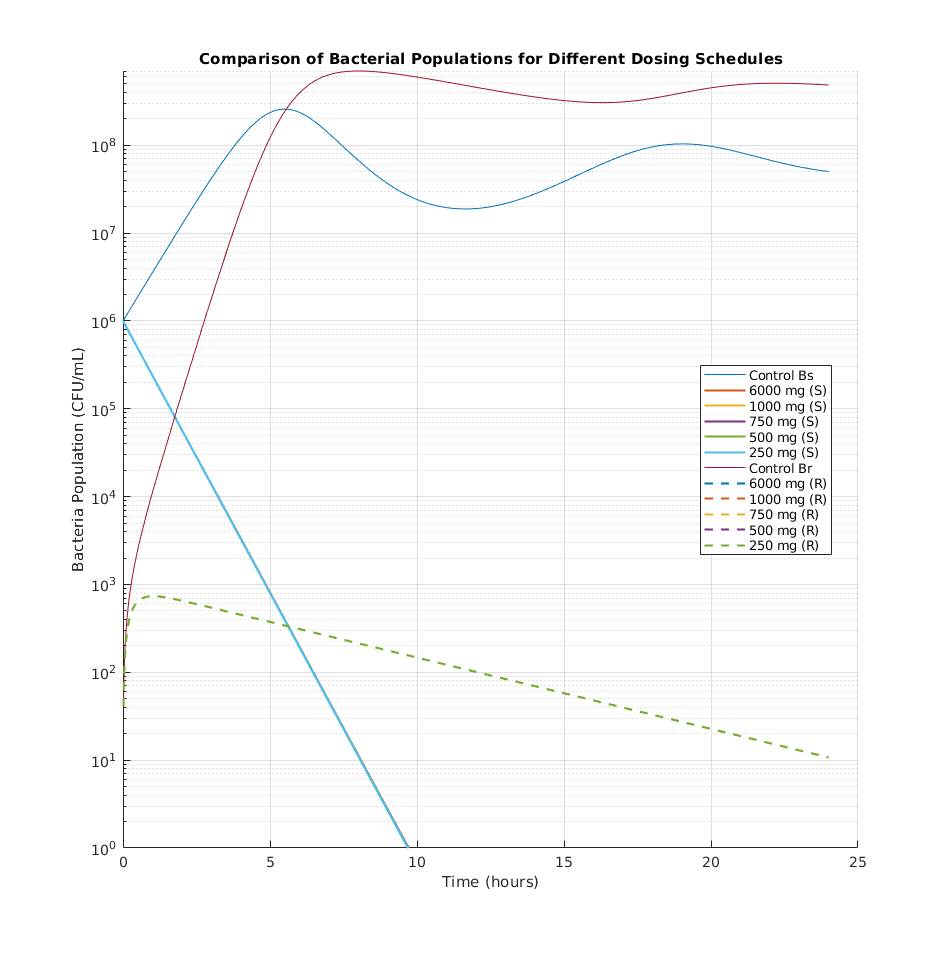 Comparison of Bacterial Populations for Different Dosing Schedules
Bacteria Population (CFU/mL)
10^8
10^7
10^6
10^5
10^4
10^3
10^2
10^1
10^0
Control Bs
6000 mg (S)
1000 mg (S)
750 mg (S)
500 mg (S)
250 mg (S)
Control Br
6000 mg (R)
1000 mg (R)
750 mg (R)
500 mg (R)
250 mg (R)
0 5 10 15 20 25
Time (hours)